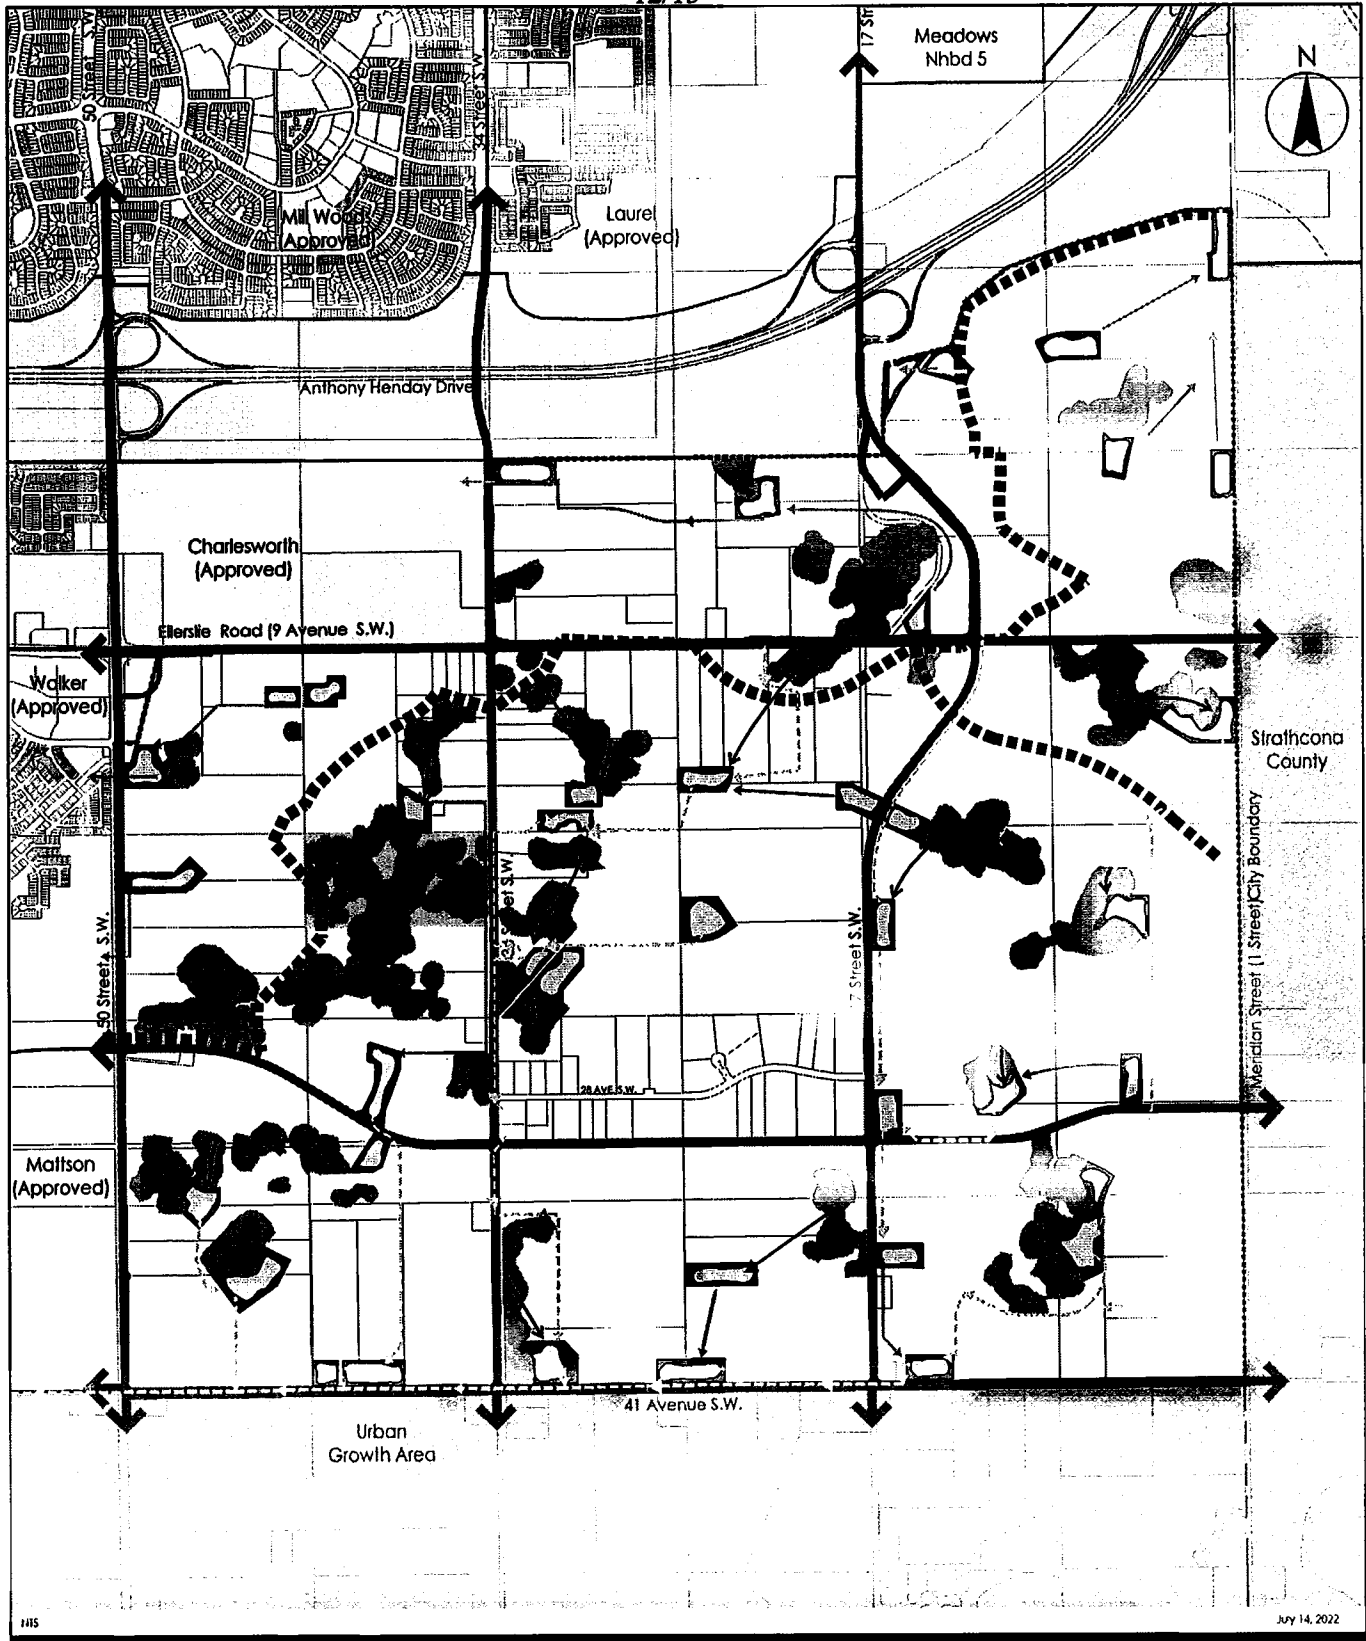 Meadows
Nhbd 5
N
50 Street S.W.
34 Street S.W.
17 Str
Mill Woods
(Approved)
Laurel
(Approved)
Anthony Henday Drive
Charlesworth
(Approved)
Ellerslie Road (9 Avenue S.W.)
Walker
(Approved)
Strathcona
County
50 Street S.W.
7 Street S.W.
Meridian Street (1 Street)City Boundary
28 AVE S.W.
Mattson
(Approved)
41 Avenue S.W.
Urban
Growth Area
NTS
July 14, 2022